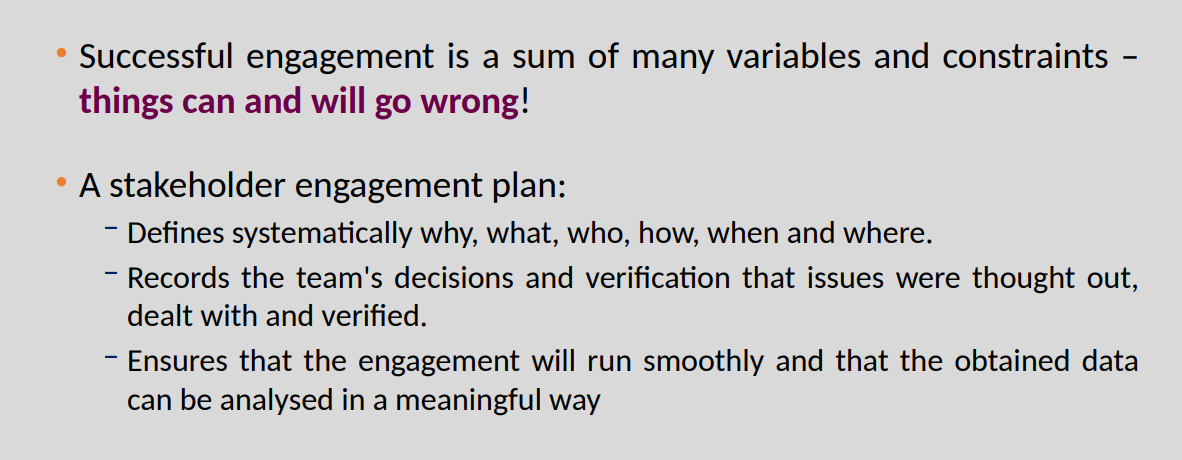 • Successful engagement is a sum of many variables and constraints –
things can and will go wrong!
• A stakeholder engagement plan:
– Defines systematically why, what, who, how, when and where.
– Records the team's decisions and verification that issues were thought out,
dealt with and verified.
– Ensures that the engagement will run smoothly and that the obtained data
can be analysed in a meaningful way